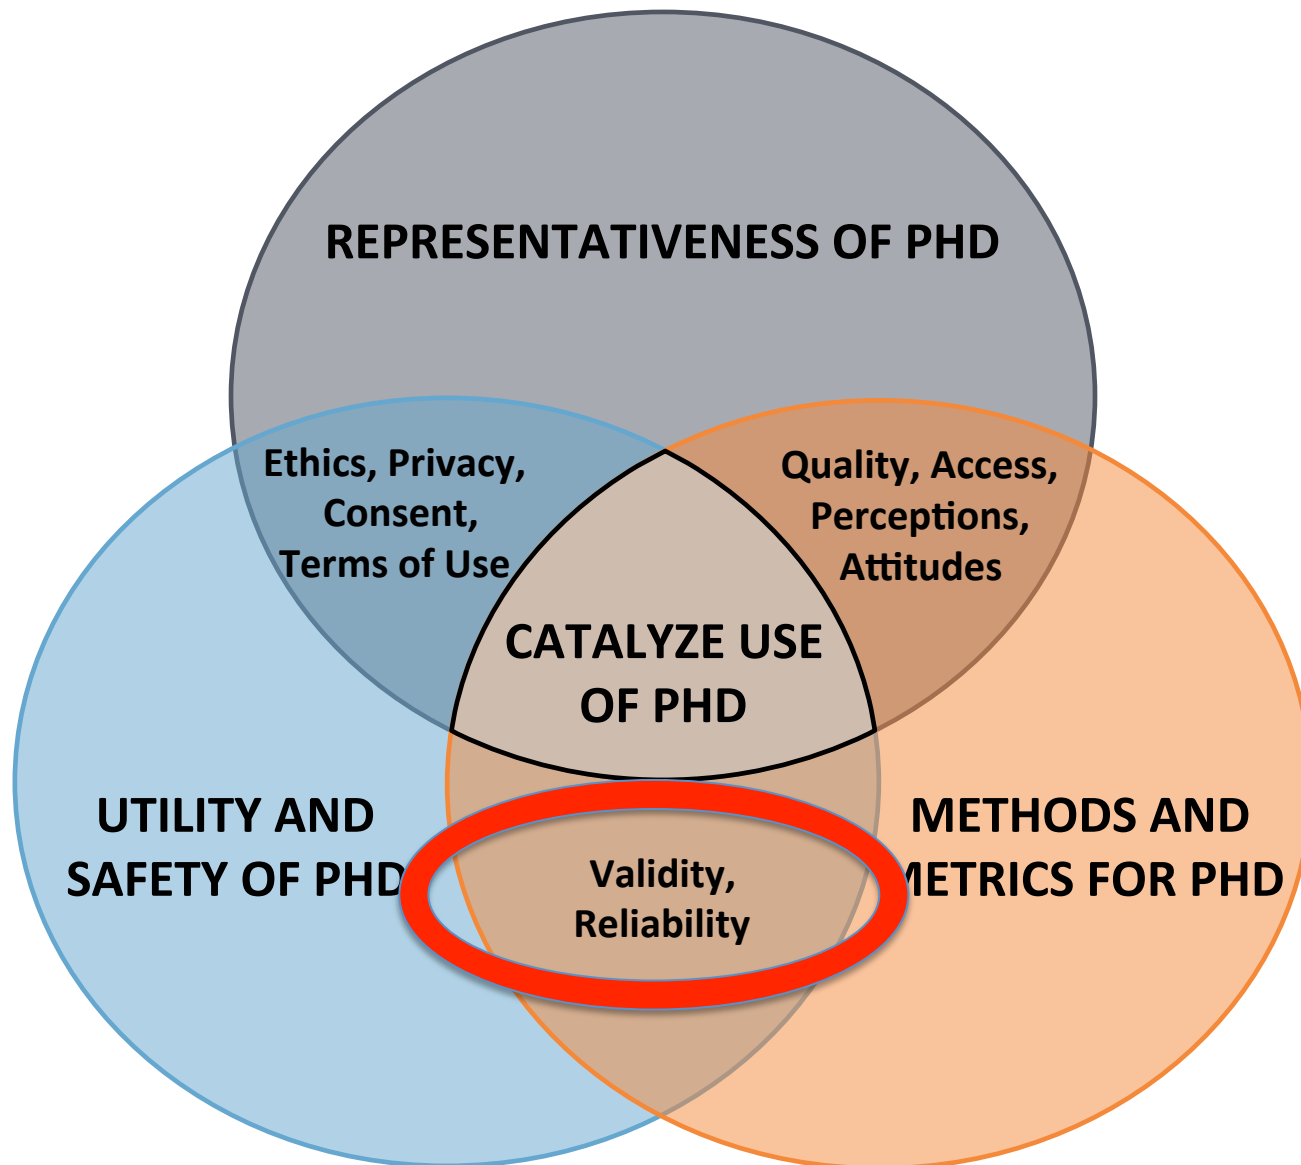 REPRESENTATIVENESS OF PHD
Ethics, Privacy,
Consent,
Terms of Use
Quality, Access,
Perceptions,
Attitudes
CATALYZE USE
OF PHD
UTILITY AND
SAFETY OF PHD
METHODS AND
METRICS FOR PHD
Validity,
Reliability